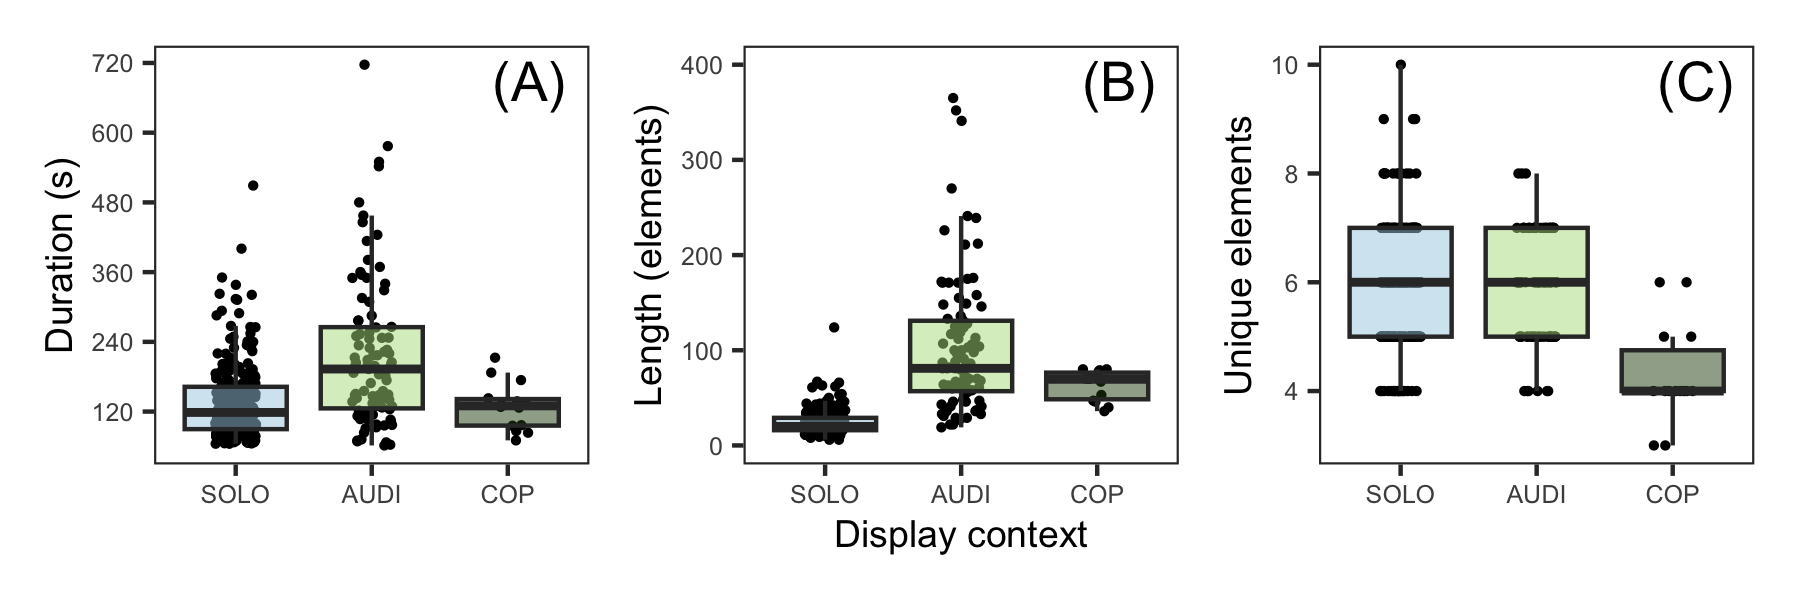 Duration (s)
720
600
480
360
240
120
(A)
SOLO AUDI COP
Length (elements)
400
300
200
100
0
(B)
SOLO AUDI COP
Unique elements
10
8
6
4
(C)
SOLO AUDI COP
Display context